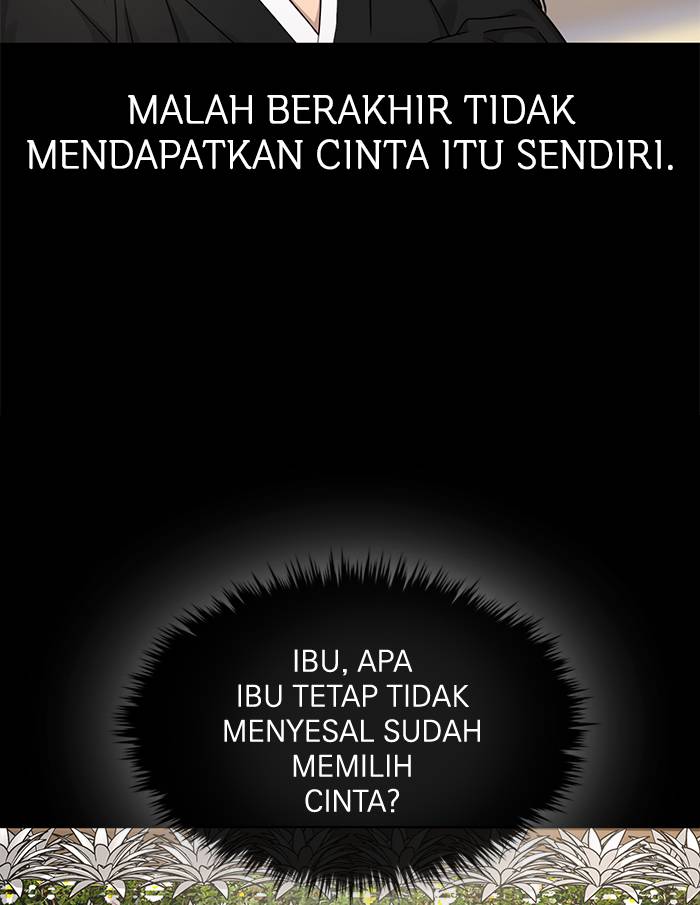 MALAH BERAKHIR TIDAK
MENDAPATKAN CINTA ITU SENDIRI.
IBU, APA
IBU TETAP TIDAK
MENYESAL SUDAH
MEMILIH
CINTA?